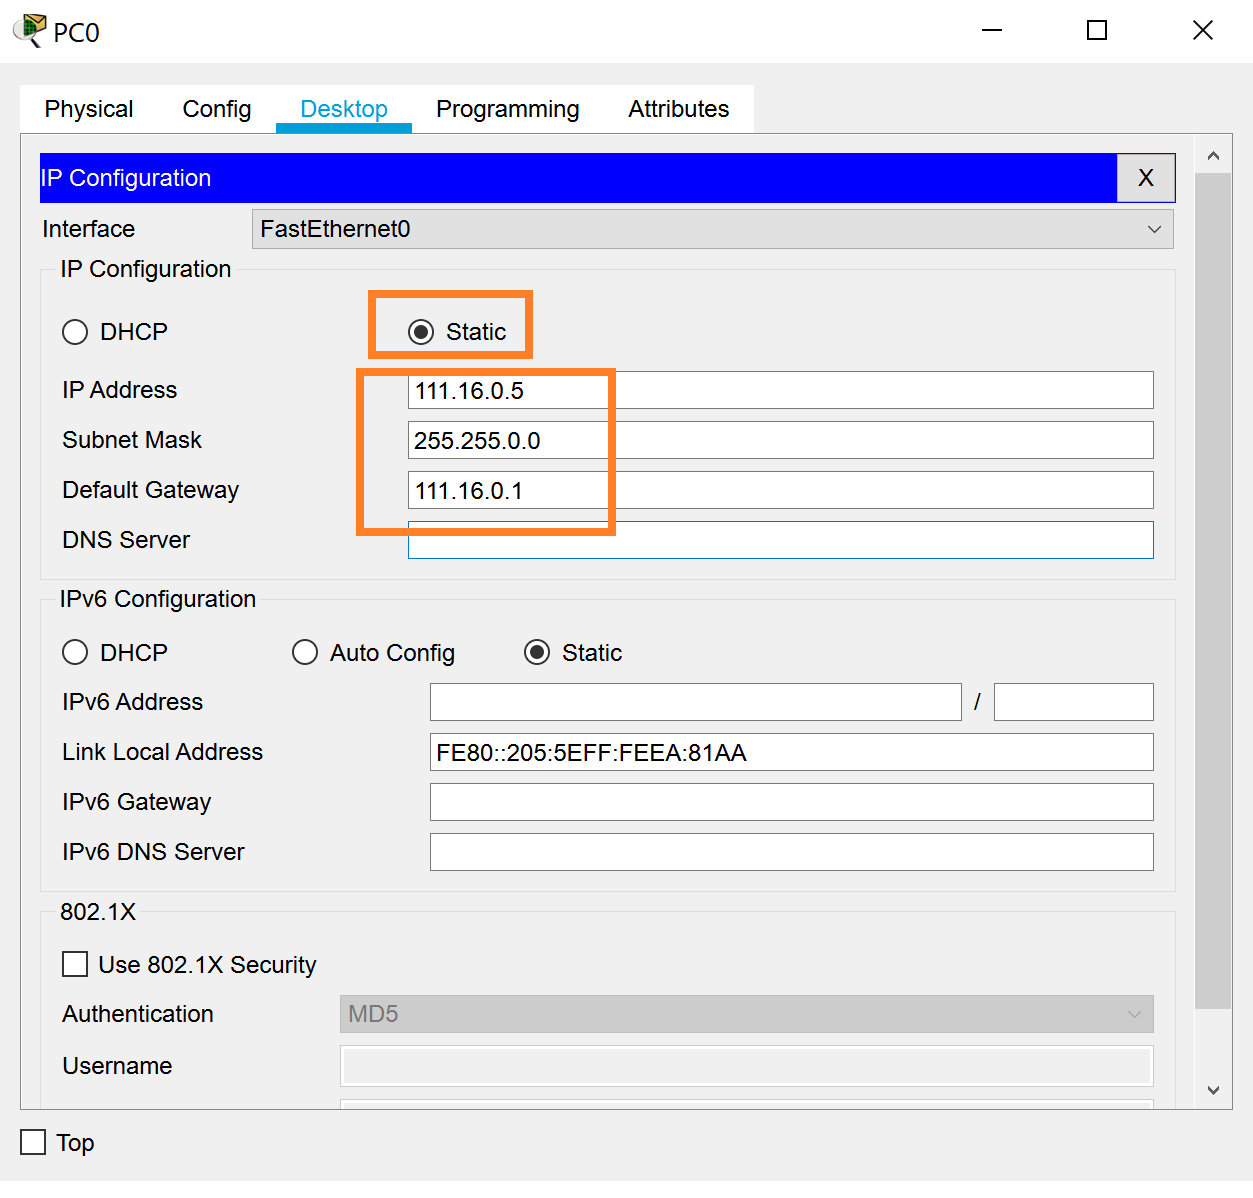 PC0
Physical Config Desktop Programming Attributes
IP Configuration X
Interface FastEthernet0
IP Configuration
DHCP Static
IP Address 111.16.0.5
Subnet Mask 255.255.0.0
Default Gateway 111.16.0.1
DNS Server
IPv6 Configuration
DHCP Auto Config Static
IPv6 Address /
Link Local Address FE80::205:5EFF:FEEA:81AA
IPv6 Gateway
IPv6 DNS Server
802.1X
Use 802.1X Security
Authentication MD5
Username
Top